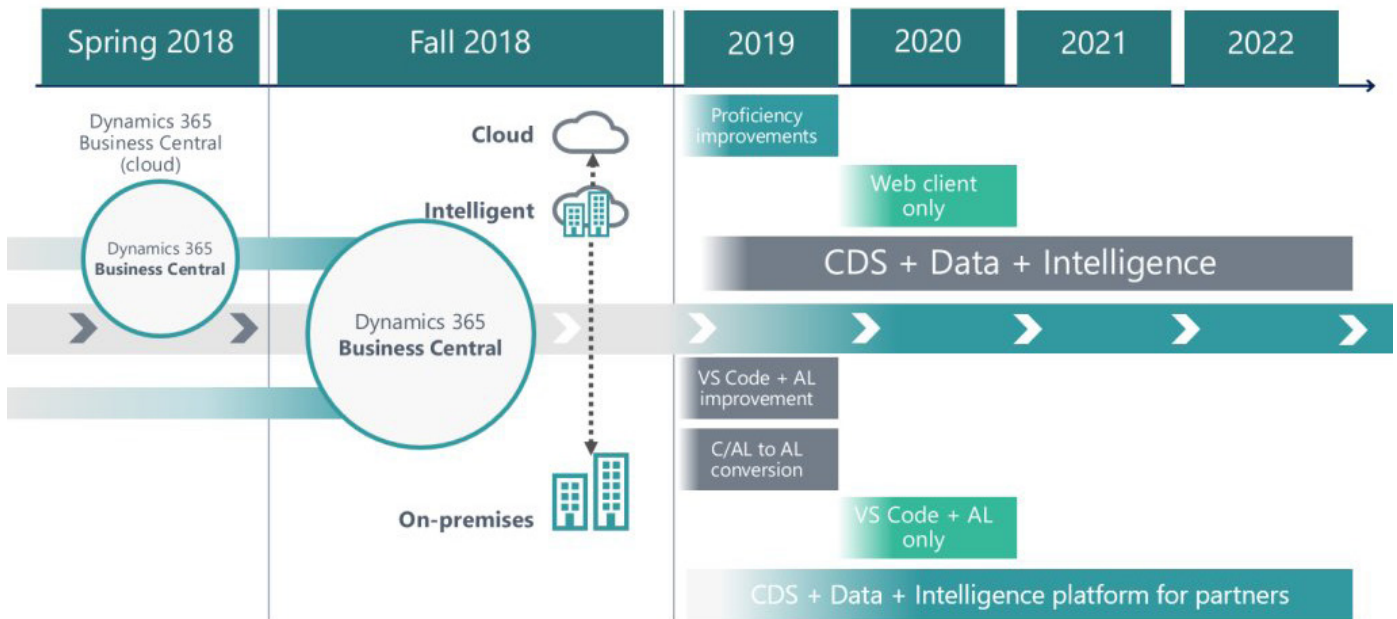 Spring 2018
Fall 2018
2019
2020
2021
2022
Dynamics 365
Business Central
(cloud)
Dynamics 365
Business Central
Dynamics 365
Business Central
Cloud
Intelligent
On-premises
Proficiency
improvements
Web client
only
CDS + Data + Intelligence
VS Code + AL
improvement
C/AL to AL
conversion
VS Code + AL
only
CDS + Data + Intelligence platform for partners